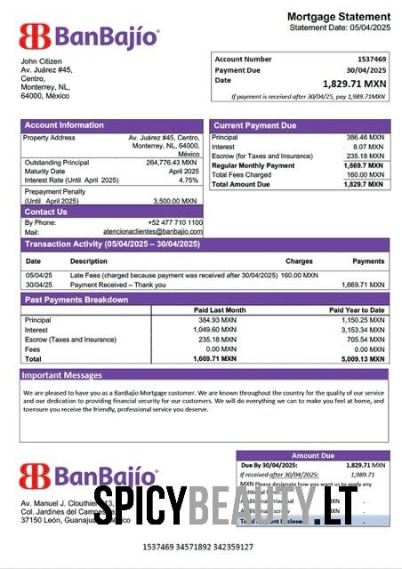 BanBajío
Mortgage Statement
Statement Date: 05/04/2025
John Citizen
Av. Juárez #45,
Centro,
Monterrey, NL,
64000, México
Account Number 1537469
Payment Due 30/04/2025
Date 1,829.71 MXN
If payment is received after 30/04/25, pay 1,989.71MXN
Account Information
Property Address Av. Juárez #45, Centro,
Monterrey, NL, 64000,
México
Outstanding Principal 264,776.43 MXN
Maturity Date April 2025
Interest Rate (Until April 2025) 4.75%
Prepayment Penalty
(Until April 2025) 3,500.00 MXN
Contact Us
By Phone: +52 477 710 1100
Mail: atencionaclientes@banbajio.com
Current Payment Due
Principal 386.46 MXN
Interest 8.07 MXN
Escrow (for Taxes and Insurance) 235.18 MXN
Regular Monthly Payment 1,669.7 MXN
Total Fees Charged 160.00 MXN
Total Amount Due 1,829.7 MXN
Transaction Activity (05/04/2025 – 30/04/2025)
Date Description Charges Payments
05/04/25 Late Fees (charged because payment was received after 30/04/2025) 160.00 MXN
30/04/25 Payment Received – Thank you 1,669.71 MXN
Past Payments Breakdown
Paid Last Month Paid Year to Date
Principal 384.93 MXN 1,150.25 MXN
Interest 1,049.60 MXN 3,153.34 MXN
Escrow (Taxes and Insurance) 235.18 MXN 705.54 MXN
Fees 0.00 MXN 0.00 MXN
Total 1,669.71 MXN 5,009.13 MXN
Important Messages
We are pleased to have you as a BanBajío Mortgage customer. We are known throughout the country for the quality of our service
and our dedication to providing financial security for our customers. We will do everything we can to make you feel at home, and
toensure you receive the friendly, professional service you deserve.
BanBajío
Av. Manuel J. Clouthier
Col. Jardines del Campestre
37150 León, Guanajuato, México
Amount Due
Due By 30/04/2025: 1,829.71 MXN
If received after 30/04/2025: 1,989.71
MXN Please designate how you want us to apply any
Additional
Additional
Total
SPICYBEAUTY.LT
1537469 34571892 342359127